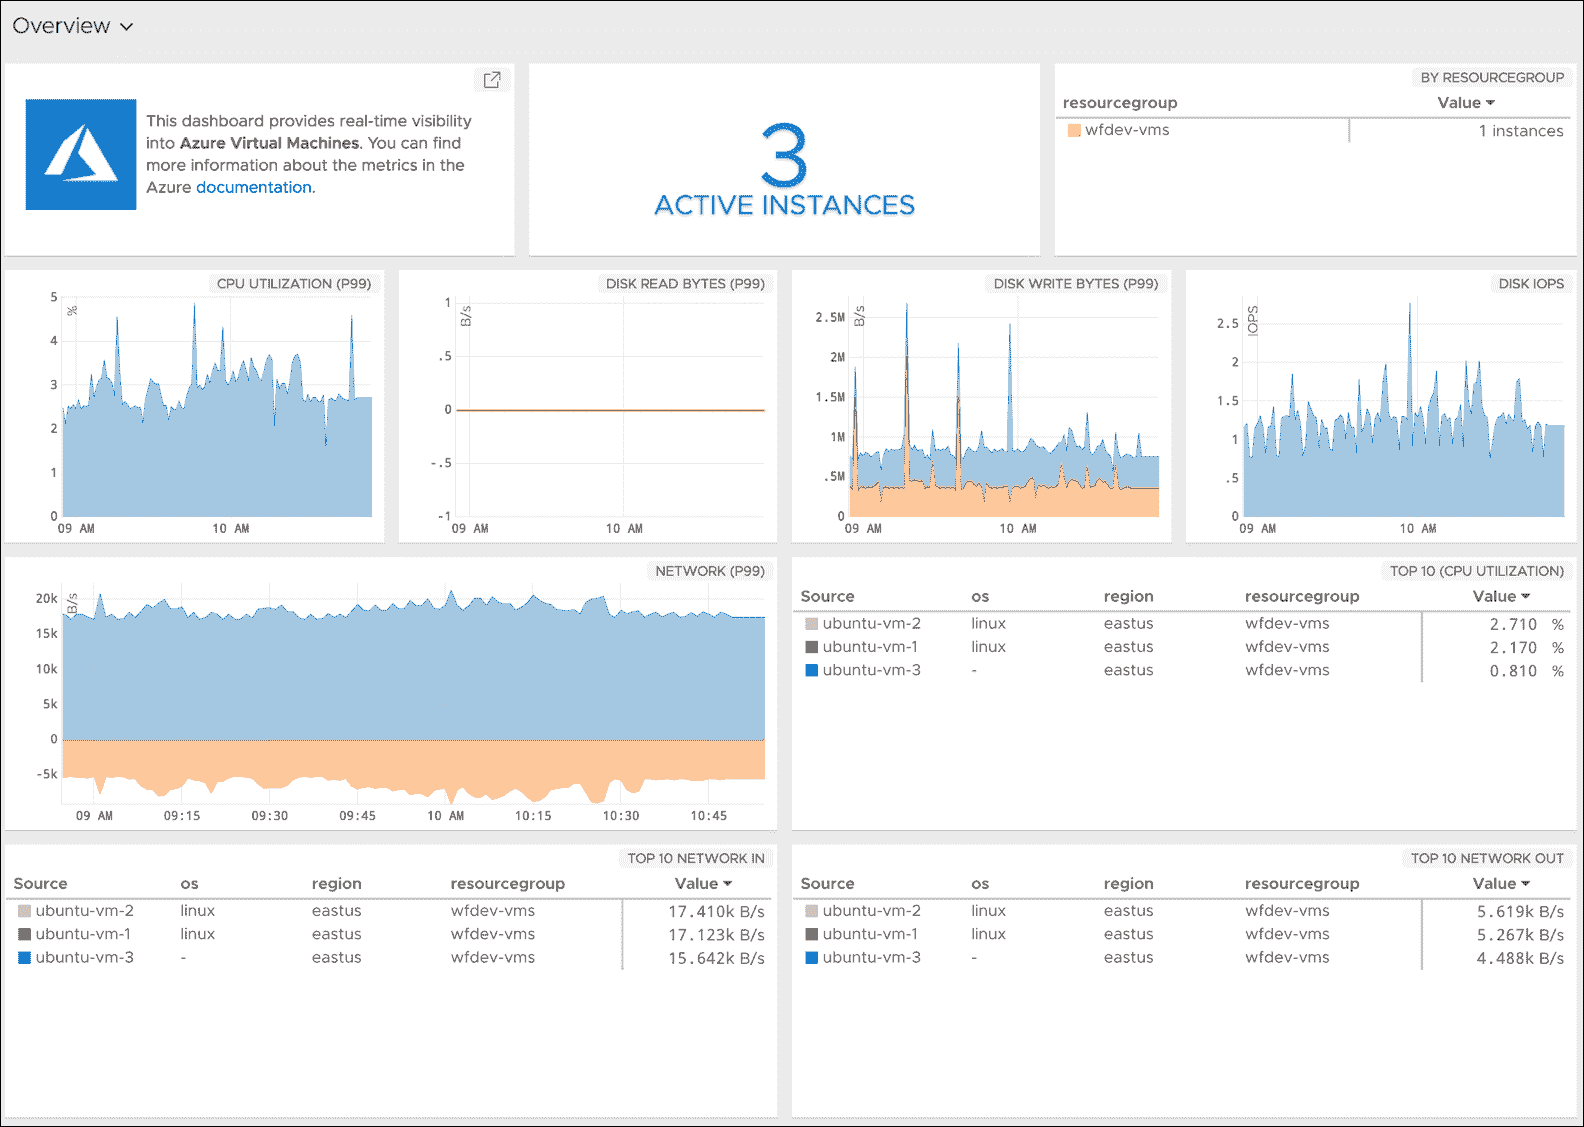 Overview
This dashboard provides real-time visibility
into Azure Virtual Machines. You can find
more information about the metrics in the
Azure documentation.
3
ACTIVE INSTANCES
BY RESOURCEGROUP
resourcegroup Value
wfdev-vms 1 instances
CPU UTILIZATION (P99)
%
5
4
3
2
1
0
09 AM 10 AM
DISK READ BYTES (P99)
B/s
1
.5
0
-.5
-1
09 AM 10 AM
DISK WRITE BYTES (P99)
B/s
2.5M
2M
1.5M
1M
.5M
0
09 AM 10 AM
DISK IOPS
IOPS
2.5
2
1.5
1
.5
0
09 AM 10 AM
NETWORK (P99)
B/s
20k
15k
10k
5k
0
-5k
09 AM 09:15 09:30 09:45 10 AM 10:15 10:30 10:45
TOP 10 (CPU UTILIZATION)
Source os region resourcegroup Value
ubuntu-vm-2 linux eastus wfdev-vms 2.710 %
ubuntu-vm-1 linux eastus wfdev-vms 2.170 %
ubuntu-vm-3 - eastus wfdev-vms 0.810 %
TOP 10 NETWORK IN
Source os region resourcegroup Value
ubuntu-vm-2 linux eastus wfdev-vms 17.410k B/s
ubuntu-vm-1 linux eastus wfdev-vms 17.123k B/s
ubuntu-vm-3 - eastus wfdev-vms 15.642k B/s
TOP 10 NETWORK OUT
Source os region resourcegroup Value
ubuntu-vm-2 linux eastus wfdev-vms 5.619k B/s
ubuntu-vm-1 linux eastus wfdev-vms 5.267k B/s
ubuntu-vm-3 - eastus wfdev-vms 4.488k B/s